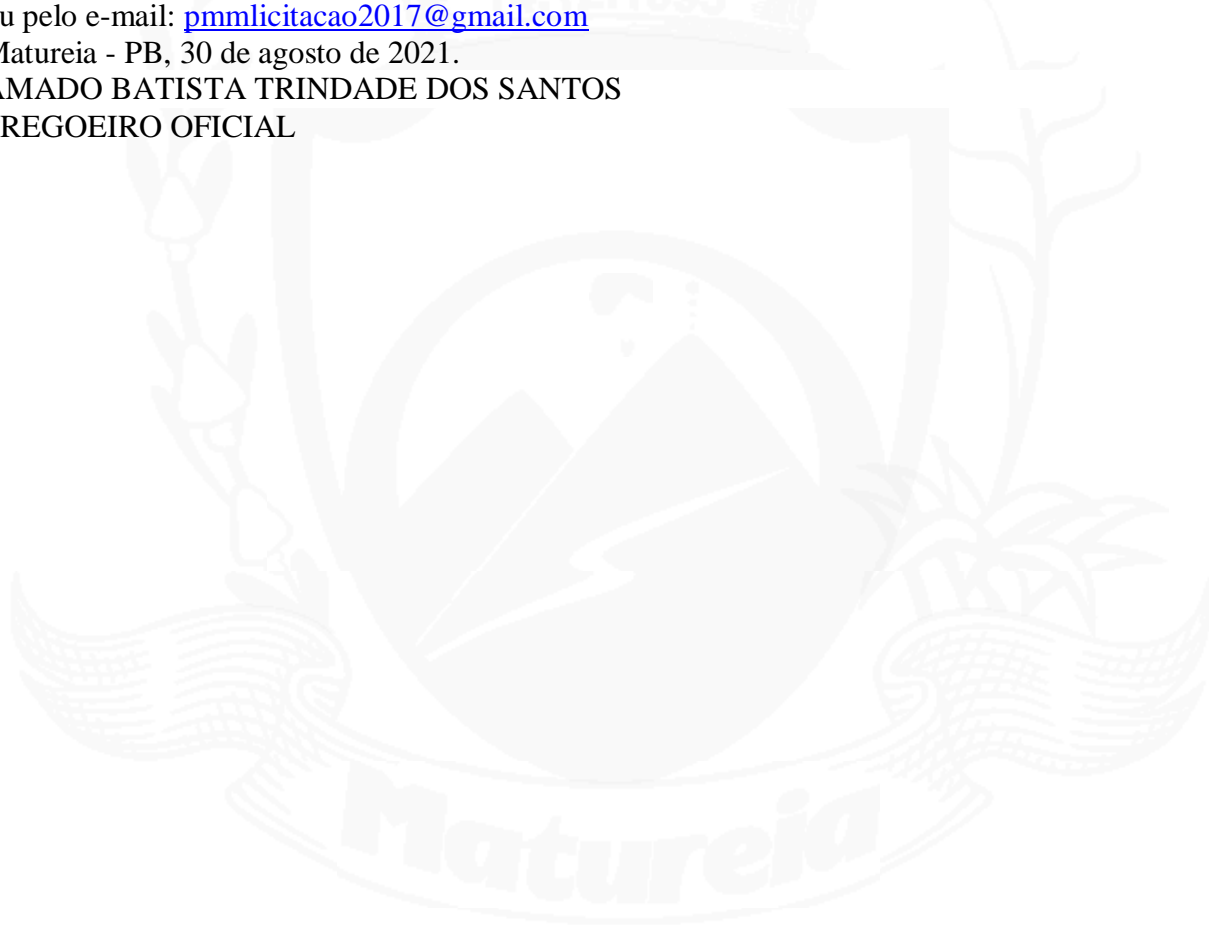 u pelo e-mail: pmmlicitacao2017@gmail.com
Matureia - PB, 30 de agosto de 2021.
AMADO BATISTA TRINDADE DOS SANTOS
REGOEIRO OFICIAL
Matureia